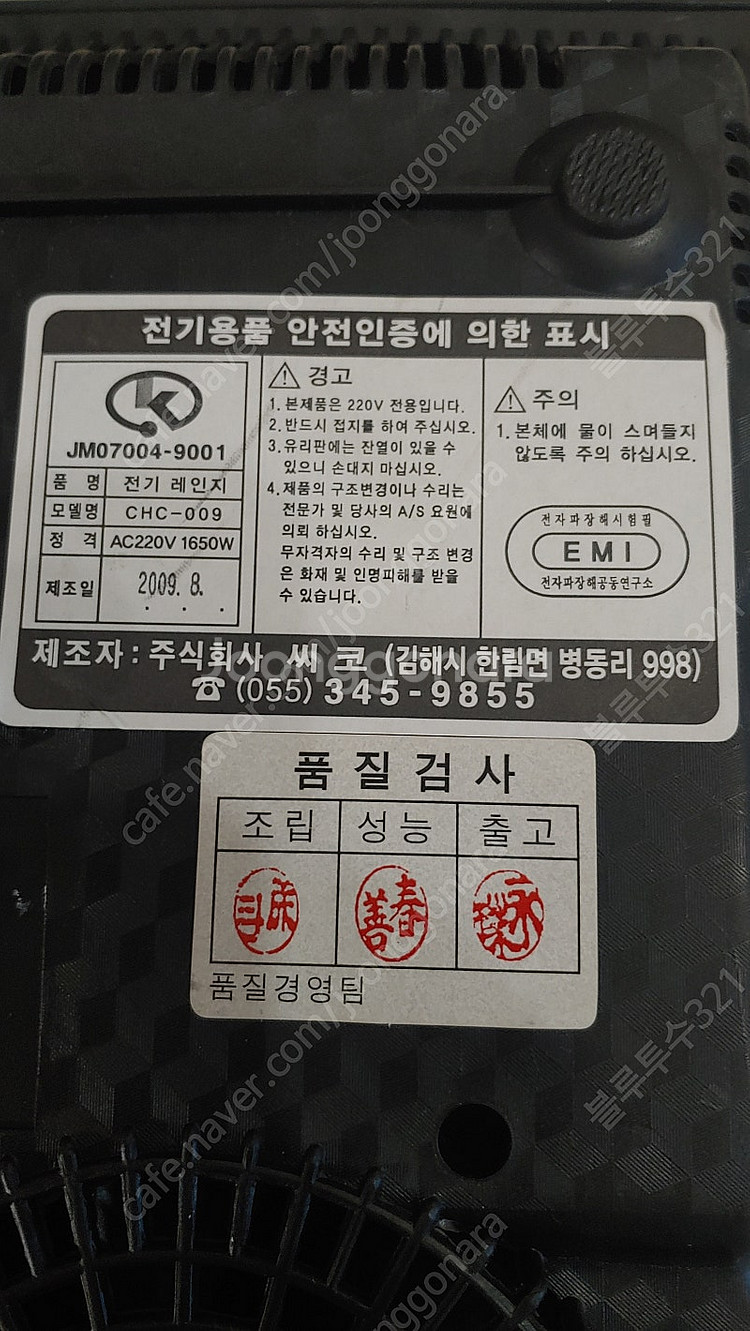 전기용품 안전인증에 의한 표시
JM07004-9001
품 명 전기 레인지
모델명 CHC-009
정 격 AC220V 1650W
제조일 2009. 8.
⚠ 경고
1. 본제품은 220V 전용입니다.
2. 반드시 접지를 하여 주십시오.
3. 유리판에는 잔열이 있을 수
있으니 손대지 마십시오.
4. 제품의 구조변경이나 수리는
전문가 및 당사의 A/S 요원에
의뢰 하십시오.
무자격자의 수리 및 구조 변경
은 화재 및 인명피해를 받을
수 있습니다.
⚠ 주의
1. 본체에 물이 스며들지
않도록 주의 하십시오.
전자파장해시험필
EMI
전자파장해공동연구소
제조자 : 주식회사 쎄 코 (김해시 한림면 병동리 998)
☎ (055) 345-9855
품질검사
조립 성능 출고
善春
품질경영팀
cafe.naver.com/joonggonara
블루투수321